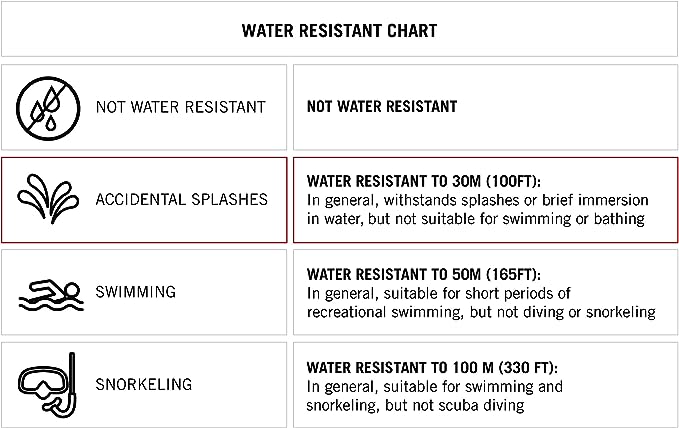 WATER RESISTANT CHART
NOT WATER RESISTANT
NOT WATER RESISTANT
ACCIDENTAL SPLASHES
WATER RESISTANT TO 30M (100FT):
In general, withstands splashes or brief immersion
in water, but not suitable for swimming or bathing
SWIMMING
WATER RESISTANT TO 50M (165FT):
In general, suitable for short periods of
recreational swimming, but not diving or snorkeling
SNORKELING
WATER RESISTANT TO 100 M (330 FT):
In general, suitable for swimming and
snorkeling, but not scuba diving